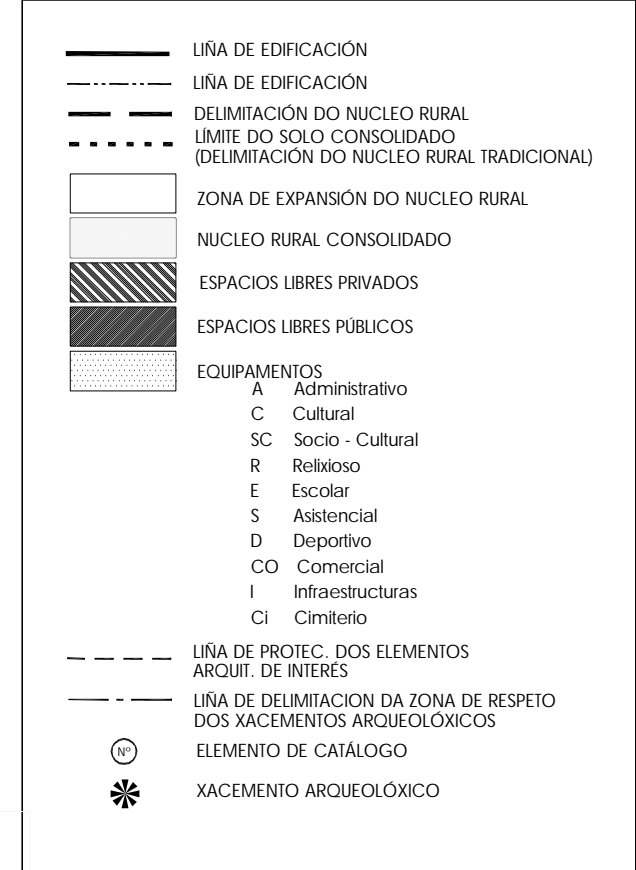 LIÑA DE EDIFICACIÓN
LIÑA DE EDIFICACIÓN
DELIMITACIÓN DO NUCLEO RURAL
LÍMITE DO SOLO CONSOLIDADO
(DELIMITACIÓN DO NUCLEO RURAL TRADICIONAL)
ZONA DE EXPANSIÓN DO NUCLEO RURAL
NUCLEO RURAL CONSOLIDADO
ESPACIOS LIBRES PRIVADOS
ESPACIOS LIBRES PÚBLICOS
EQUIPAMENTOS
A Administrativo
C Cultural
SC Socio - Cultural
R Relixioso
E Escolar
S Asistencial
D Deportivo
CO Comercial
I Infraestructuras
Ci Cimiterio
LIÑA DE PROTEC. DOS ELEMENTOS
ARQUIT. DE INTERÉS
LIÑA DE DELIMITACION DA ZONA DE RESPETO
DOS XACEMENTOS ARQUEOLÓXICOS
Nº ELEMENTO DE CATÁLOGO
XACEMENTO ARQUEOLÓXICO